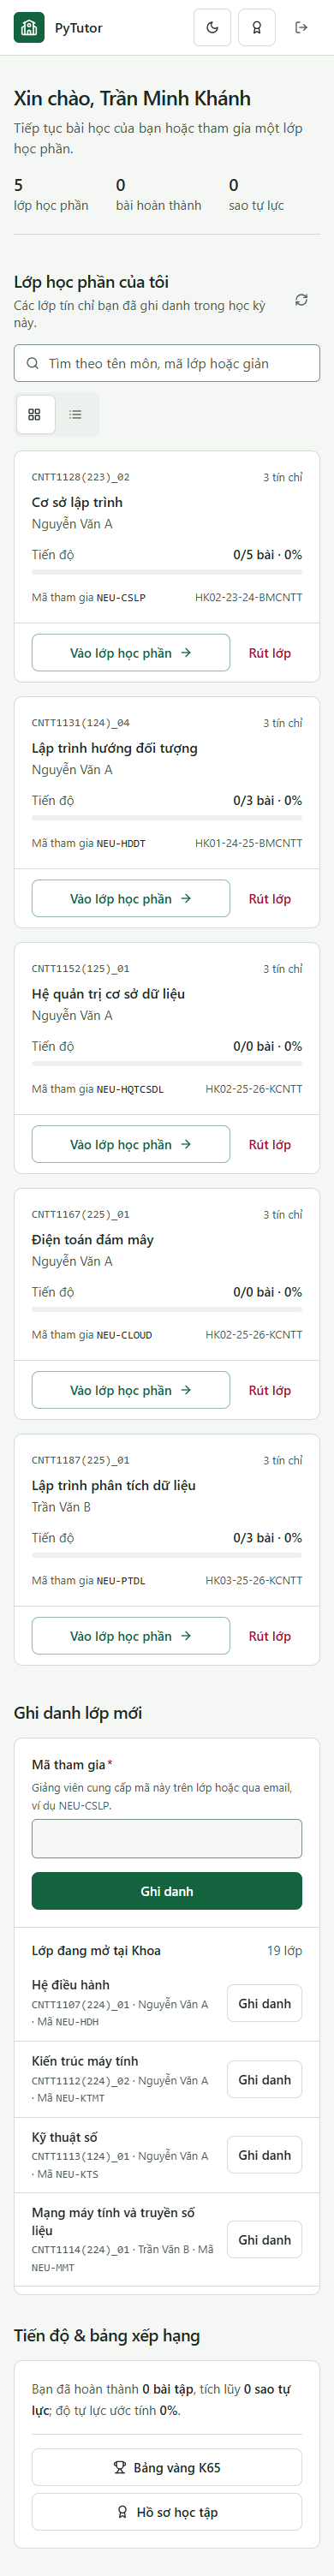 PyTutor
Xin chào, Trần Minh Khánh
Tiếp tục bài học của bạn hoặc tham gia một lớp
học phần.
5
lớp học phần
0
bài hoàn thành
0
sao tự lực
Lớp học phần của tôi
Các lớp tín chỉ bạn đã ghi danh trong học kỳ
này.
Tìm theo tên môn, mã lớp hoặc giản
CNTT1128(223)_02 3 tín chỉ
Cơ sở lập trình
Nguyễn Văn A
Tiến độ 0/5 bài · 0%
Mã tham gia NEU-CSLP HK02-23-24-BMCNTT
Vào lớp học phần → Rút lớp
CNTT1131(124)_04 3 tín chỉ
Lập trình hướng đối tượng
Nguyễn Văn A
Tiến độ 0/3 bài · 0%
Mã tham gia NEU-HDDT HK01-24-25-BMCNTT
Vào lớp học phần → Rút lớp
CNTT1152(125)_01 3 tín chỉ
Hệ quản trị cơ sở dữ liệu
Nguyễn Văn A
Tiến độ 0/0 bài · 0%
Mã tham gia NEU-HQTCSDL HK02-25-26-KCNTT
Vào lớp học phần → Rút lớp
CNTT1167(225)_01 3 tín chỉ
Điện toán đám mây
Nguyễn Văn A
Tiến độ 0/0 bài · 0%
Mã tham gia NEU-CLOUD HK02-25-26-KCNTT
Vào lớp học phần → Rút lớp
CNTT1187(225)_01 3 tín chỉ
Lập trình phân tích dữ liệu
Trần Văn B
Tiến độ 0/3 bài · 0%
Mã tham gia NEU-PTDL HK03-25-26-KCNTT
Vào lớp học phần → Rút lớp
Ghi danh lớp mới
Mã tham gia*
Giảng viên cung cấp mã này trên lớp hoặc qua email,
ví dụ NEU-CSLP.
Ghi danh
Lớp đang mở tại Khoa 19 lớp
Hệ điều hành
CNTT1107(224)_01 · Nguyễn Văn A
· Mã NEU-HDH
Ghi danh
Kiến trúc máy tính
CNTT1112(224)_02 · Nguyễn Văn A
· Mã NEU-KTMT
Ghi danh
Kỹ thuật số
CNTT1113(124)_01 · Nguyễn Văn A
· Mã NEU-KTS
Ghi danh
Mạng máy tính và truyền số
liệu
CNTT1114(224)_01 · Trần Văn B · Mã
NEU-MMT
Ghi danh
Tiến độ & bảng xếp hạng
Bạn đã hoàn thành 0 bài tập, tích lũy 0 sao tự
lực; độ tự lực ước tính 0%.
Bảng vàng K65
Hồ sơ học tập